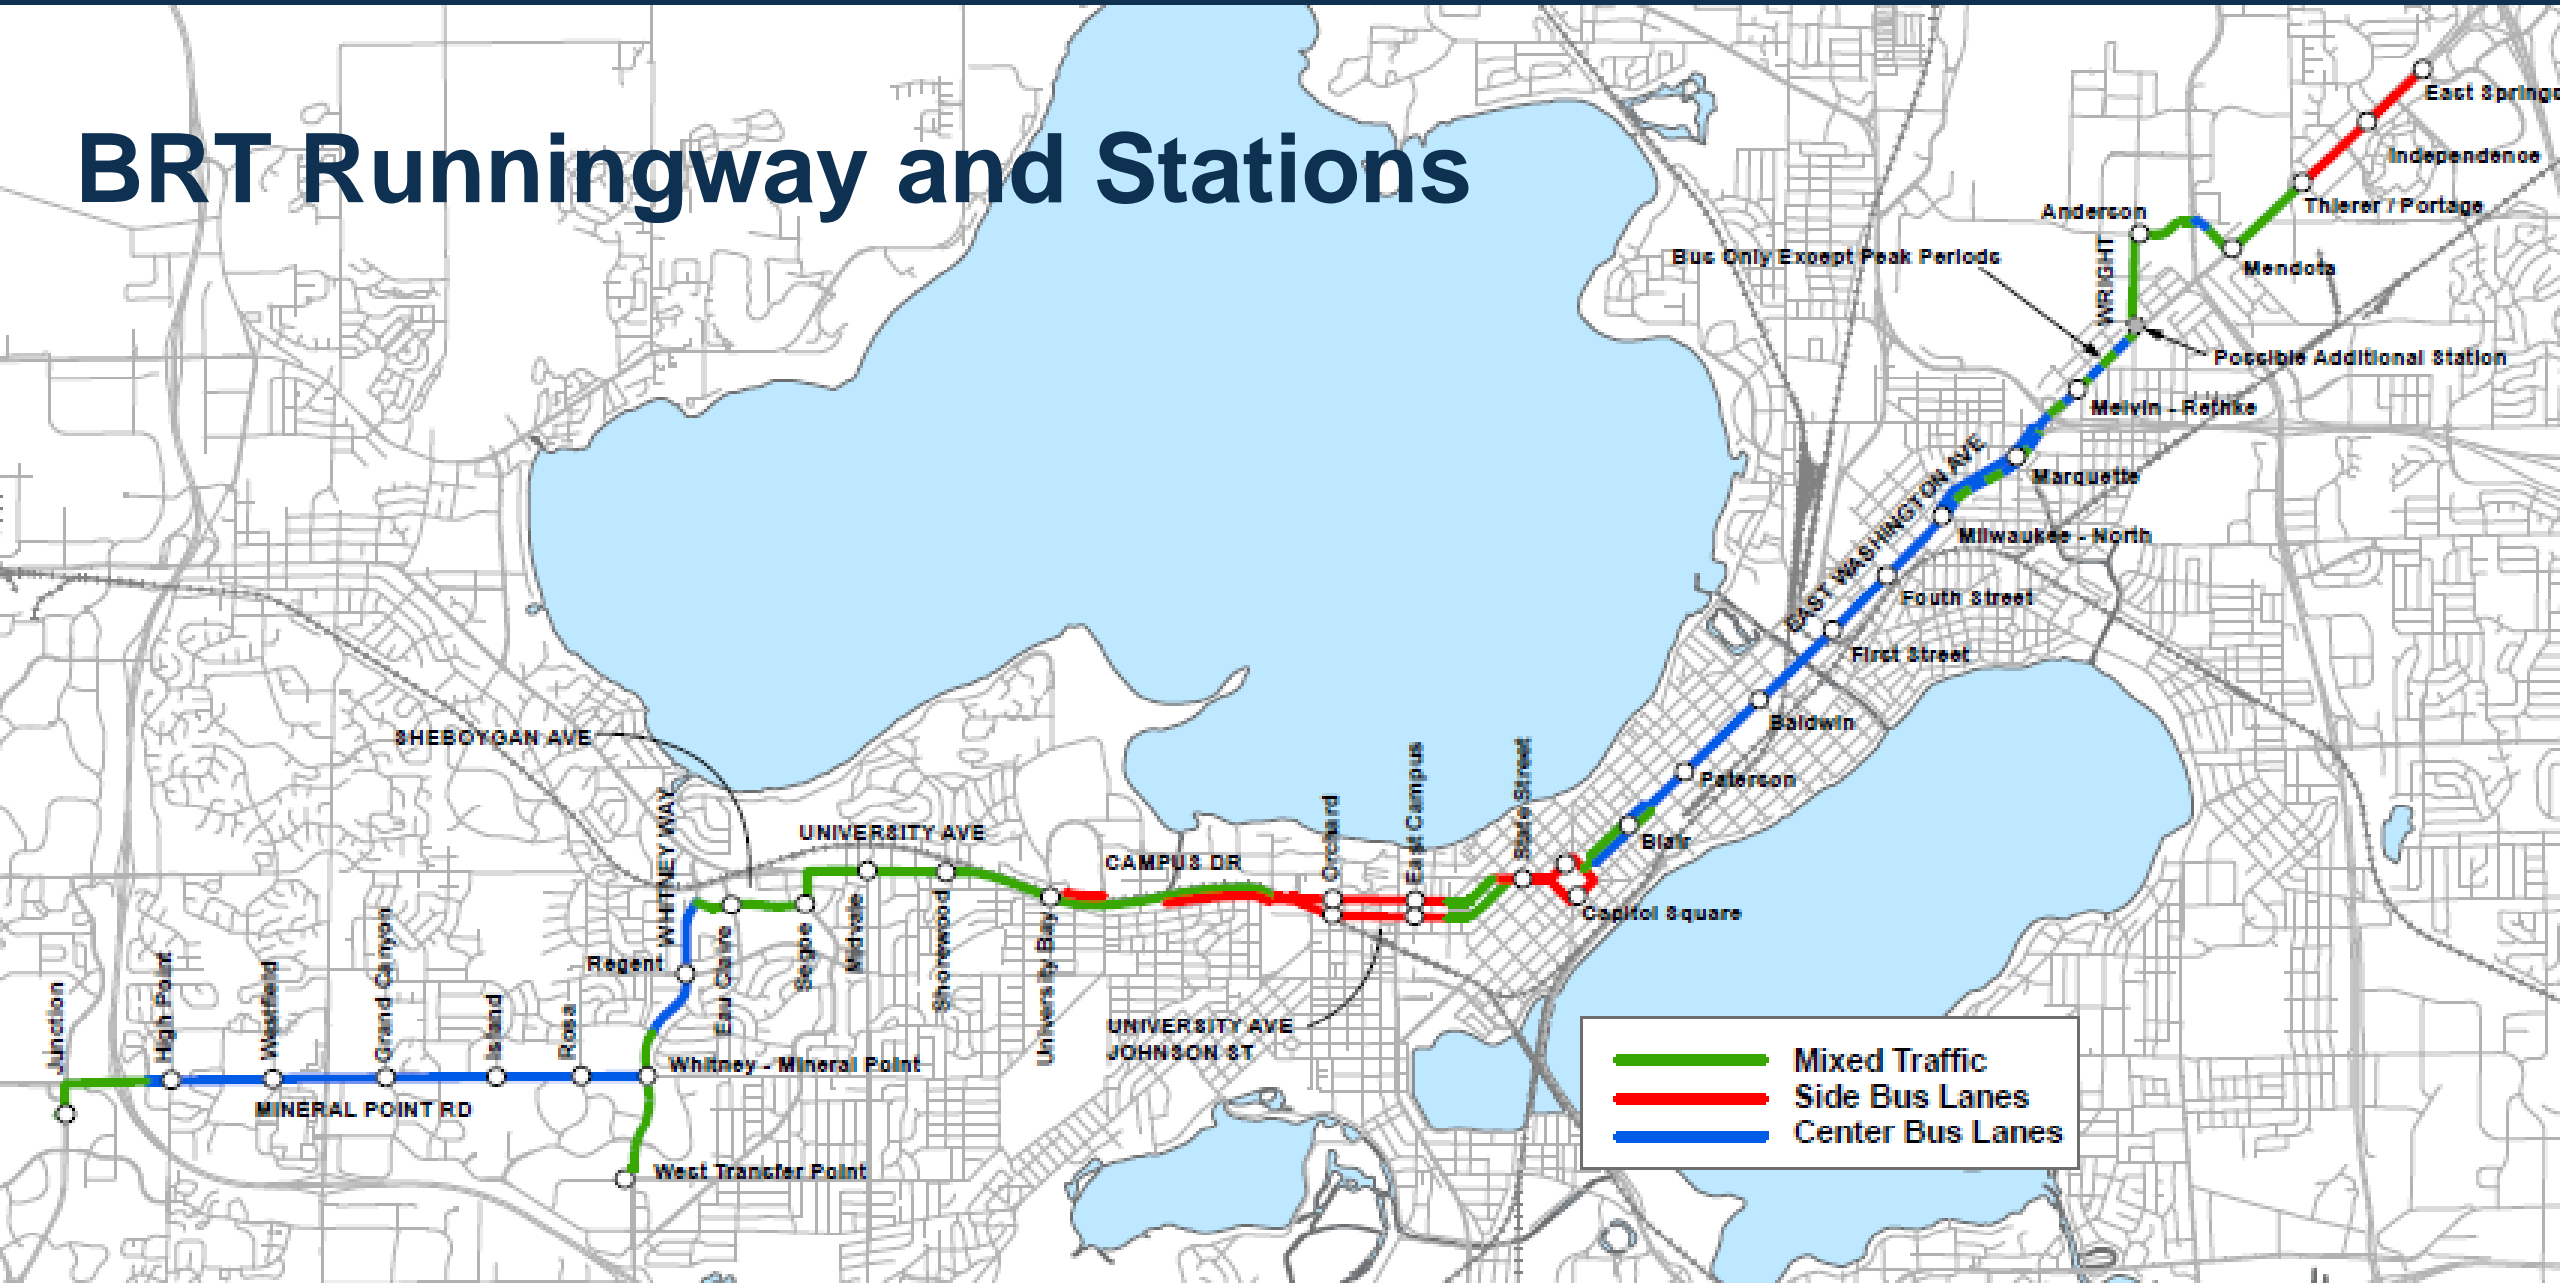 BRT Runningway and Stations
East Springs
Independence
Thierer / Portage
Anderson
WRIGHT
Mendota
Bus Only Except Peak Periods
Possible Additional Station
Melvin - Rethke
Marquette
EAST WASHINGTON AVE
Milwaukee - North
Fouth Street
First Street
Baldwin
Paterson
Blair
Capitol Square
State Street
East Campus
Orchard
CAMPUS DR
UNIVERSITY AVE
SHEBOYGAN AVE
WHITNEY WAY
Regent
Eau Claire
Segoe
Midvale
Shorewood
University Bay
UNIVERSITY AVE
JOHNSON ST
Junction
High Point
Westfield
Grand Canyon
Island
Rosa
Whitney - Mineral Point
MINERAL POINT RD
West Transfer Point
Mixed Traffic
Side Bus Lanes
Center Bus Lanes